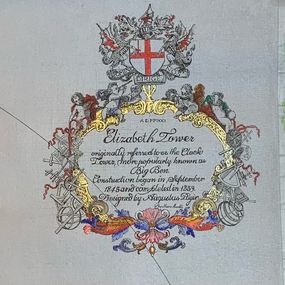 Elizabeth Tower
originally referred to as the Clock
Tower, more popularly known as
Big Ben.
Construction began in September
1843 and completed in 1859.
Designed by Augustus Pugin